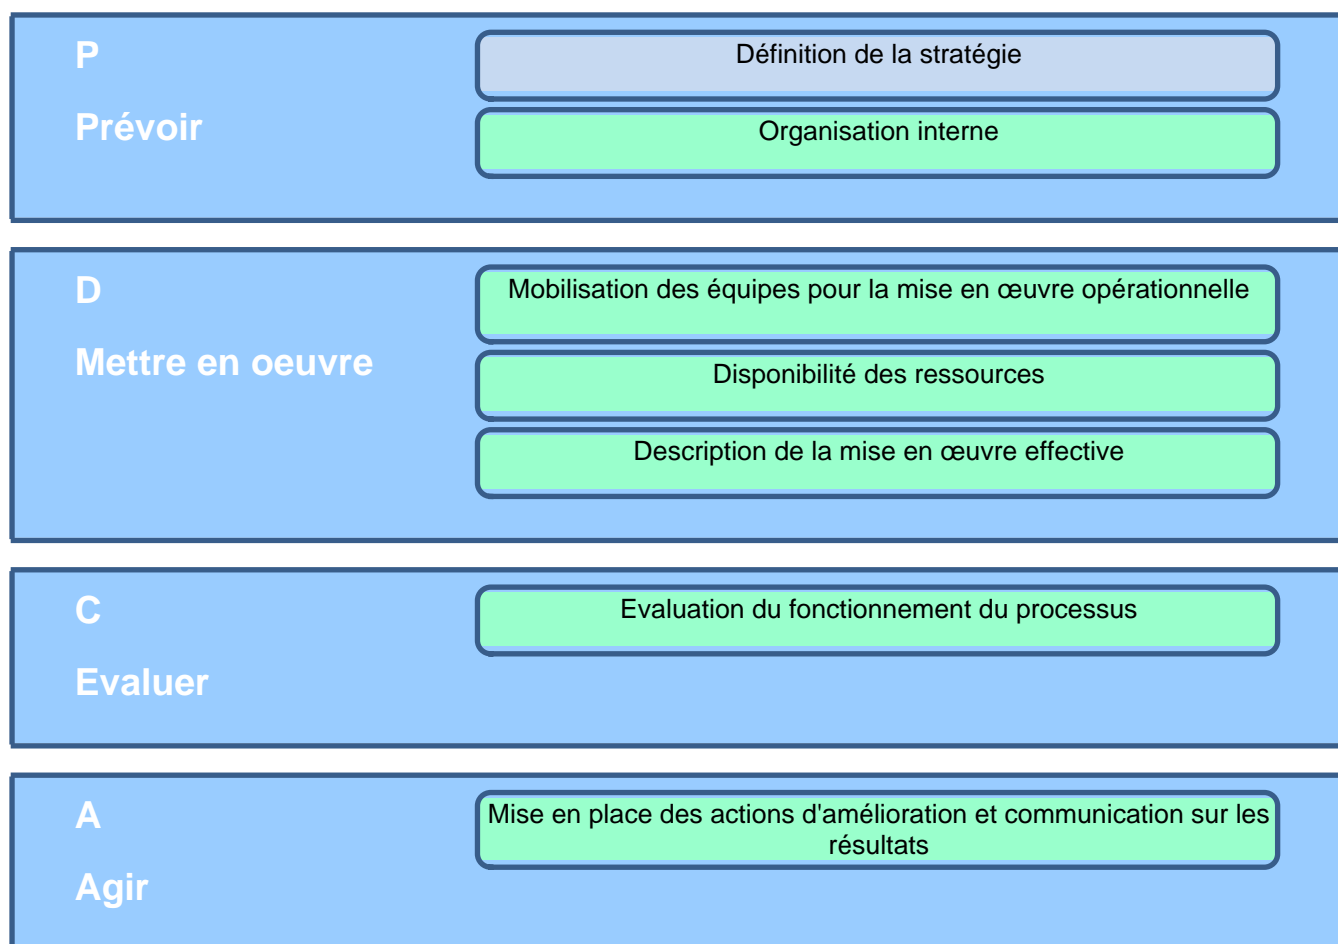 P
Prévoir
Définition de la stratégie
Organisation interne
D
Mettre en oeuvre
Mobilisation des équipes pour la mise en œuvre opérationnelle
Disponibilité des ressources
Description de la mise en œuvre effective
C
Evaluer
Evaluation du fonctionnement du processus
A
Agir
Mise en place des actions d'amélioration et communication sur les
résultats